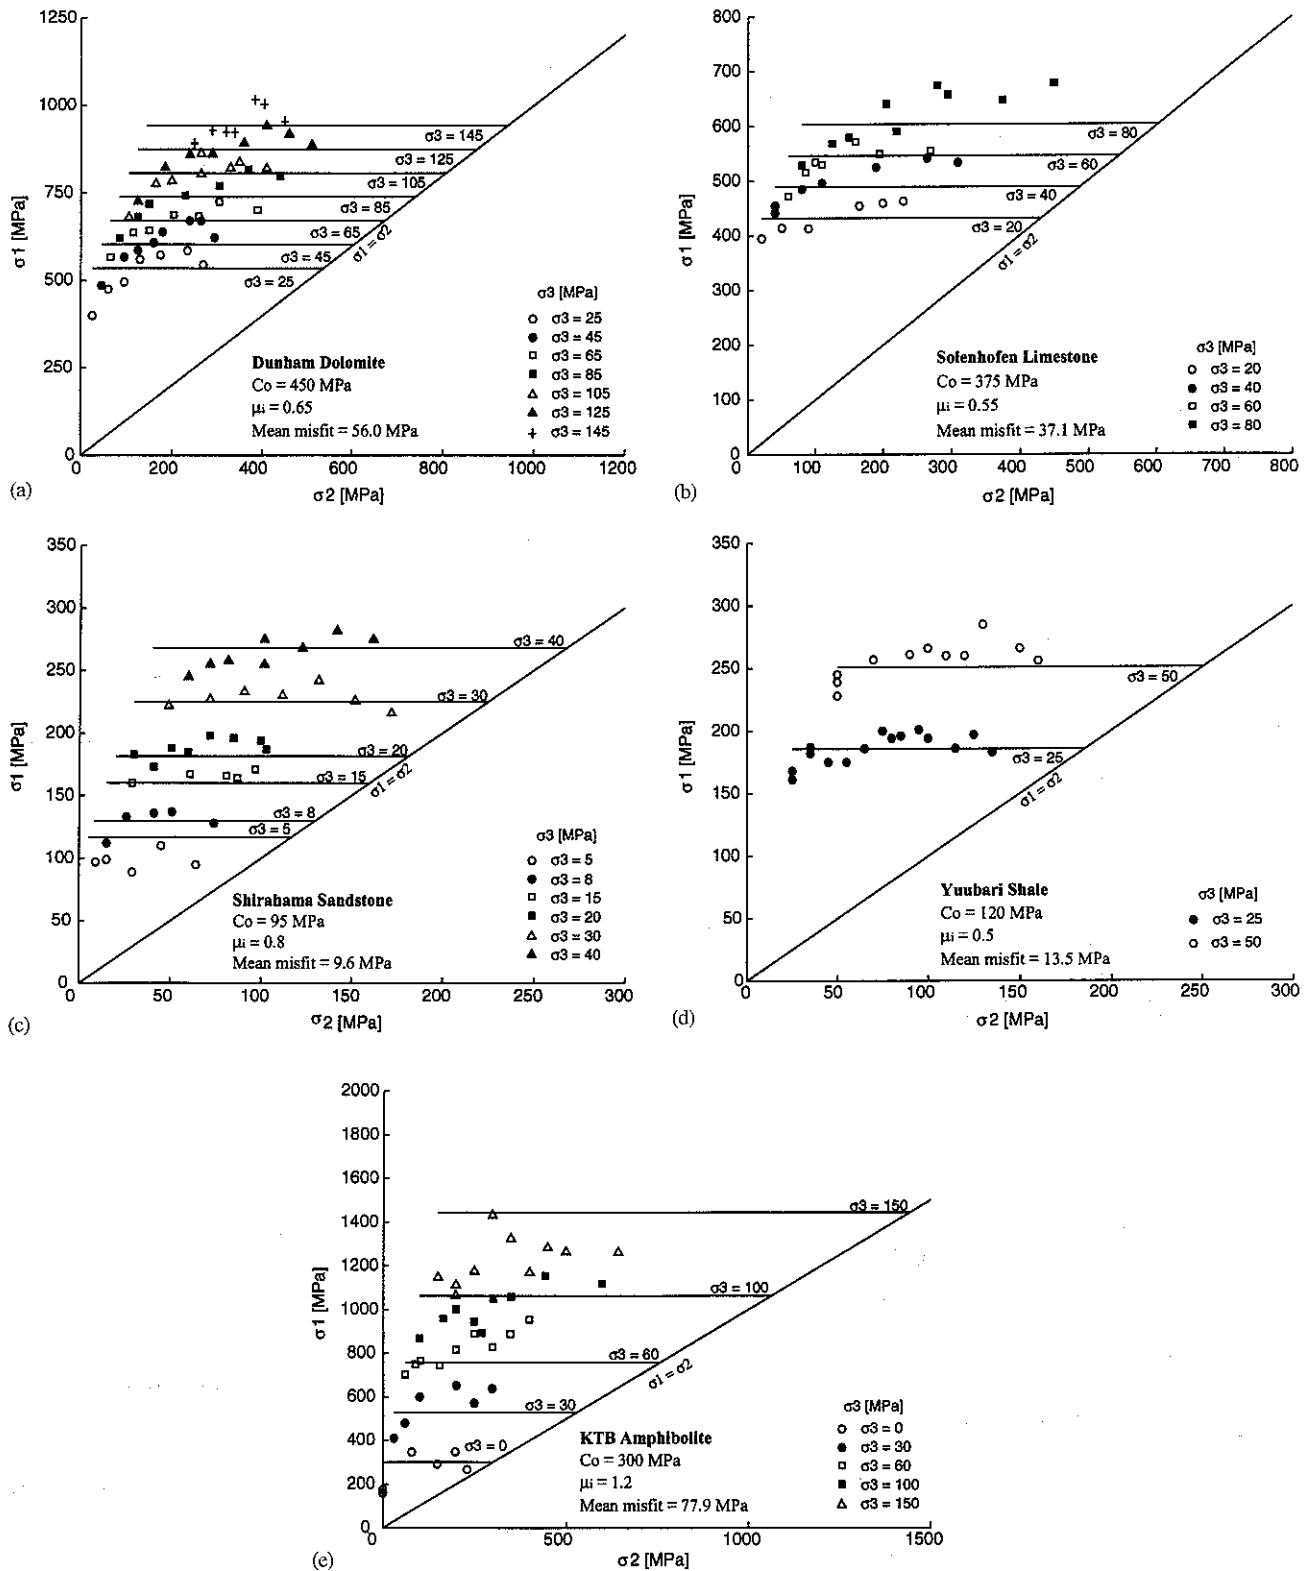 1250
1000
750
500
250
0
σ1 [MPa]
σ3 = 145
σ3 = 125
σ3 = 105
σ3 = 85
σ3 = 65
σ3 = 45
σ3 = 25
σ1 = σ2
σ3 [MPa]
σ3 = 25
σ3 = 45
σ3 = 65
σ3 = 85
σ3 = 105
σ3 = 125
σ3 = 145
Dunham Dolomite
Co = 450 MPa
μi = 0.65
Mean misfit = 56.0 MPa
0 200 400 600 800 1000 1200
σ2 [MPa]
(a)
800
700
600
500
400
300
200
100
0
σ1 [MPa]
σ3 = 80
σ3 = 60
σ3 = 40
σ3 = 20
σ1 = σ2
Solenhofen Limestone
Co = 375 MPa
μi = 0.55
Mean misfit = 37.1 MPa
σ3 [MPa]
σ3 = 20
σ3 = 40
σ3 = 60
σ3 = 80
0 100 200 300 400 500 600 700 800
σ2 [MPa]
(b)
350
300
250
200
150
100
50
0
σ1 [MPa]
σ3 = 40
σ3 = 30
σ3 = 20
σ3 = 15
σ3 = 8
σ3 = 5
σ1 = σ2
Shirahama Sandstone
Co = 95 MPa
μi = 0.8
Mean misfit = 9.6 MPa
σ3 [MPa]
σ3 = 5
σ3 = 8
σ3 = 15
σ3 = 20
σ3 = 30
σ3 = 40
0 50 100 150 200 250 300
σ2 [MPa]
(c)
350
300
250
200
150
100
50
0
σ1 [MPa]
σ3 = 50
σ3 = 25
σ1 = σ2
Yuubari Shale
Co = 120 MPa
μi = 0.5
Mean misfit = 13.5 MPa
σ3 [MPa]
σ3 = 25
σ3 = 50
0 50 100 150 200 250 300
σ2 [MPa]
(d)
2000
1800
1600
1400
1200
1000
800
600
400
200
0
σ1 [MPa]
σ3 = 150
σ3 = 100
σ3 = 60
σ3 = 30
σ3 = 0
σ1 = σ2
KTB Amphibolite
Co = 300 MPa
μi = 1.2
Mean misfit = 77.9 MPa
σ3 [MPa]
σ3 = 0
σ3 = 30
σ3 = 60
σ3 = 100
σ3 = 150
0 500 1000 1500
σ2 [MPa]
(e)